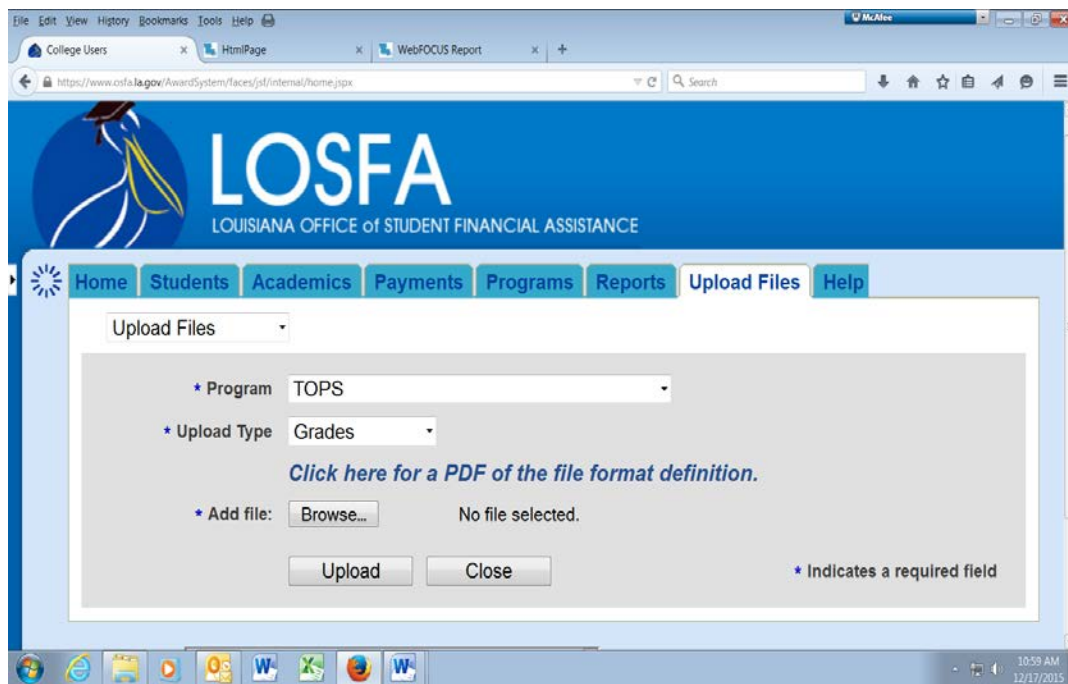 File Edit View History Bookmarks Tools Help
McAfee
College Users
HtmlPage
WebFOCUS Report
https://www.osfa.la.gov/AwardSystem/faces/jsf/internal/home.jspx
Search
LOSFA
LOUISIANA OFFICE of STUDENT FINANCIAL ASSISTANCE
Home Students Academics Payments Programs Reports Upload Files Help
Upload Files
* Program TOPS
* Upload Type Grades
Click here for a PDF of the file format definition.
* Add file: Browse... No file selected.
Upload Close * Indicates a required field
10:59 AM
12/17/2015